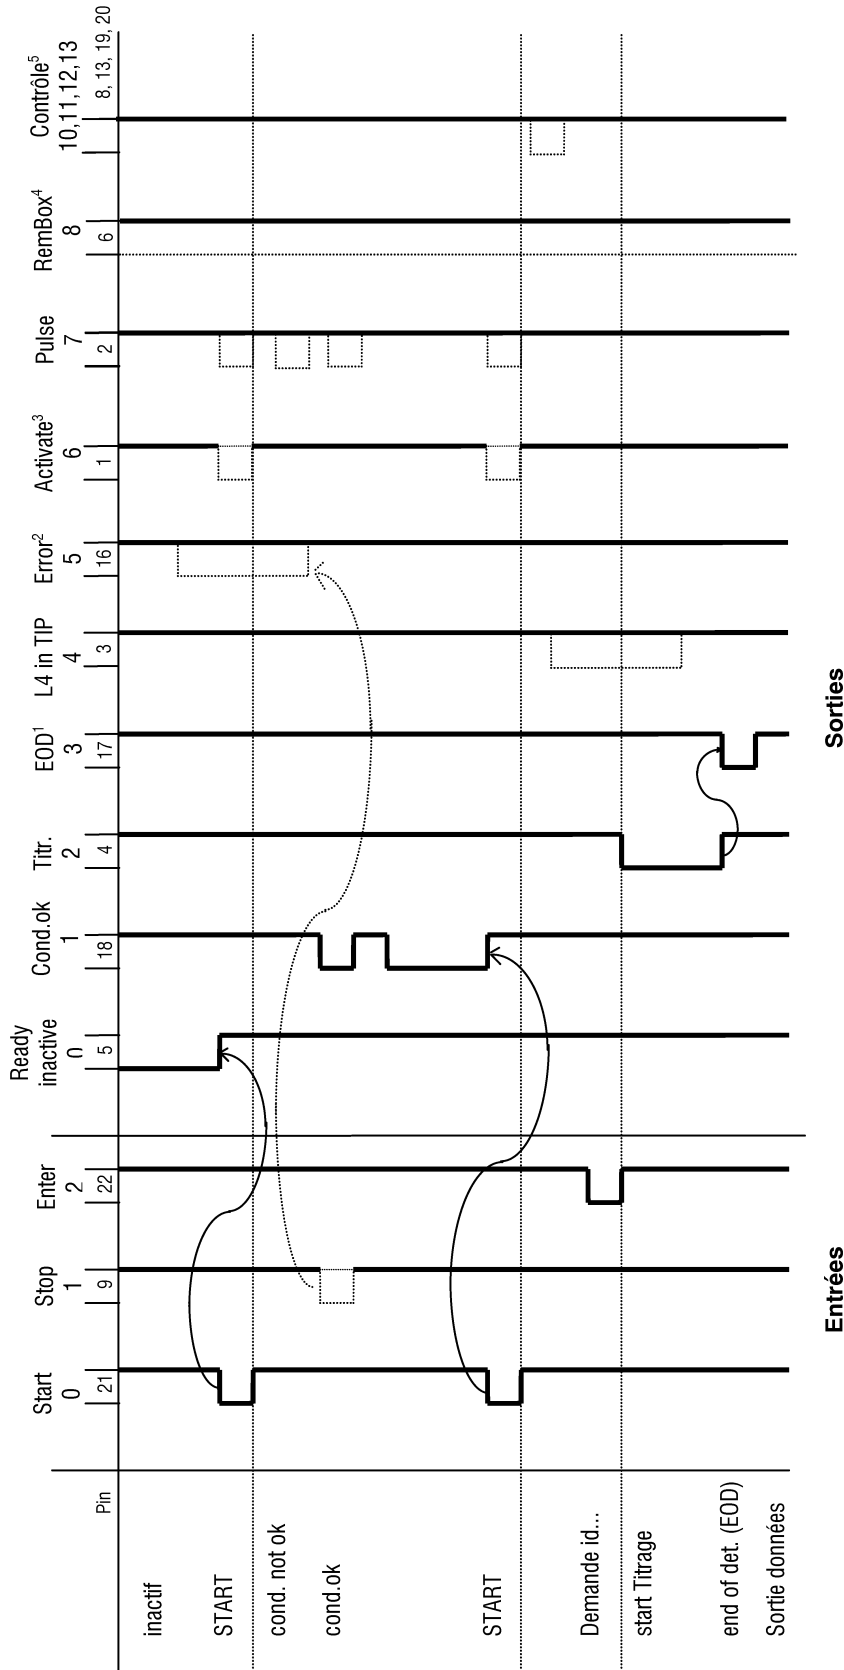 Pin
inactif
START
cond. not ok
cond.ok
START
Demande id...
start Titrage
end of det. (EOD)
Sortie données
Start
0
21
Stop
1
9
Enter
2
22
Ready
inactive
0
5
Cond.ok
1
18
Titr.
2
4
EOD1
3
17
L4 in TIP
4
3
Error2
5
16
Activate3
6
1
Pulse
7
2
RemBox4
8
6
Contrôle5
10,11,12,13
8, 13, 19, 20
Entrées
Sorties